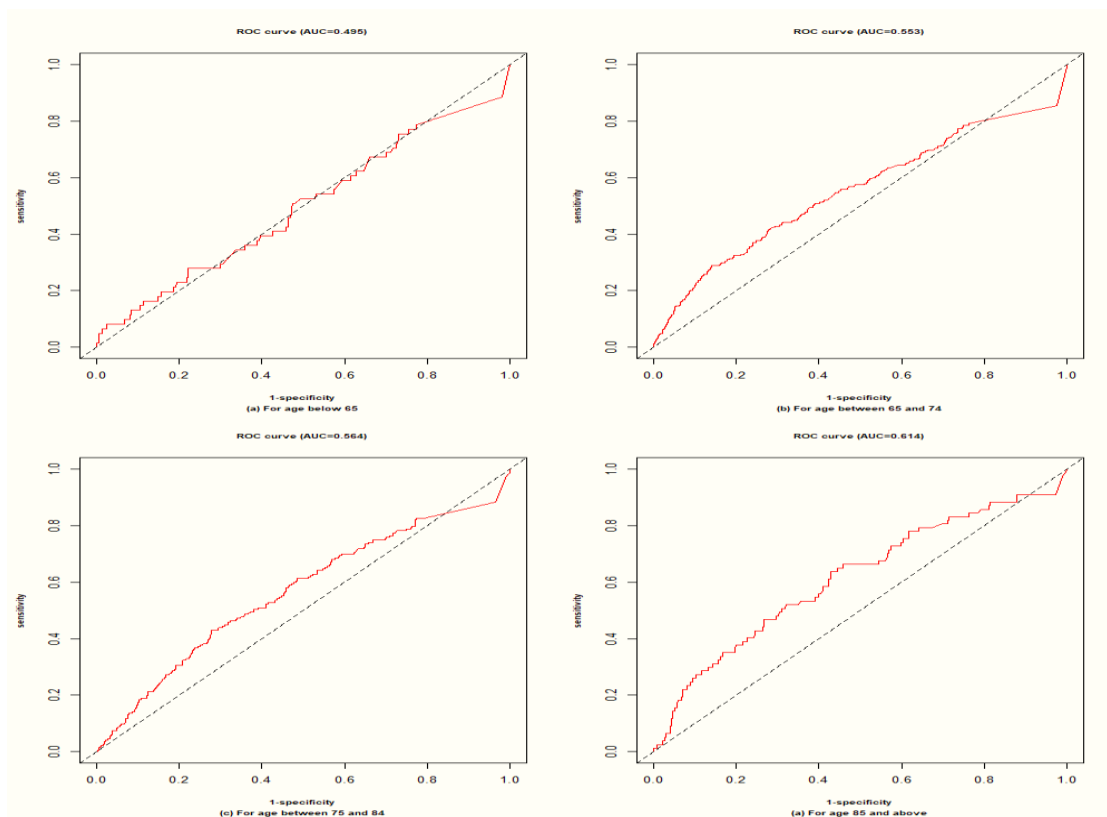 ROC curve (AUC=0.495)
sensitivity
0.0 0.2 0.4 0.6 0.8 1.0
0.0 0.2 0.4 0.6 0.8 1.0
1-specificity
(a) For age below 65
ROC curve (AUC=0.553)
sensitivity
0.0 0.2 0.4 0.6 0.8 1.0
0.0 0.2 0.4 0.6 0.8 1.0
1-specificity
(b) For age between 65 and 74
ROC curve (AUC=0.564)
sensitivity
0.0 0.2 0.4 0.6 0.8 1.0
0.0 0.2 0.4 0.6 0.8 1.0
1-specificity
(c) For age between 75 and 84
ROC curve (AUC=0.614)
sensitivity
0.0 0.2 0.4 0.6 0.8 1.0
0.0 0.2 0.4 0.6 0.8 1.0
1-specificity
(a) For age 85 and above